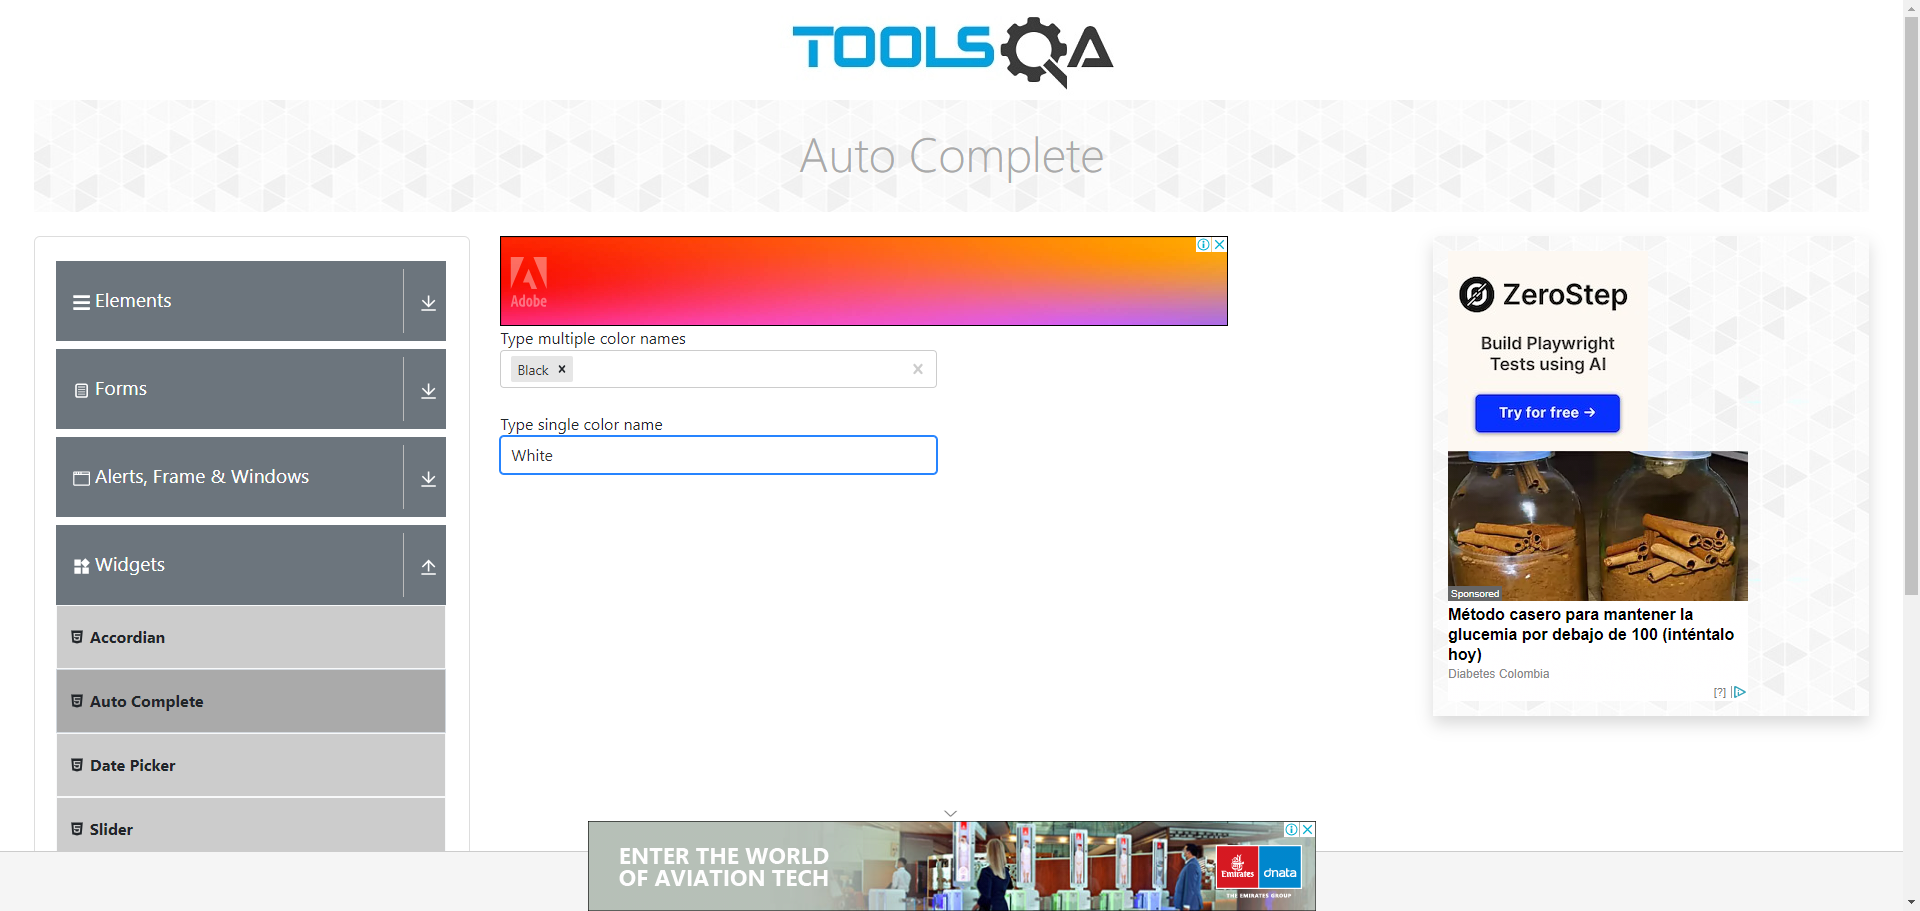 TOOLSQA
Auto Complete
Elements
Forms
Alerts, Frame & Windows
Widgets
Accordian
Auto Complete
Date Picker
Slider
Adobe
Type multiple color names
Black
Type single color name
White
ZeroStep
Build Playwright
Tests using AI
Try for free →
Sponsored
Método casero para mantener la
glucemia por debajo de 100 (inténtalo
hoy)
Diabetes Colombia
[?]
ENTER THE WORLD
OF AVIATION TECH
Emirates
dnata
THE EMIRATES GROUP